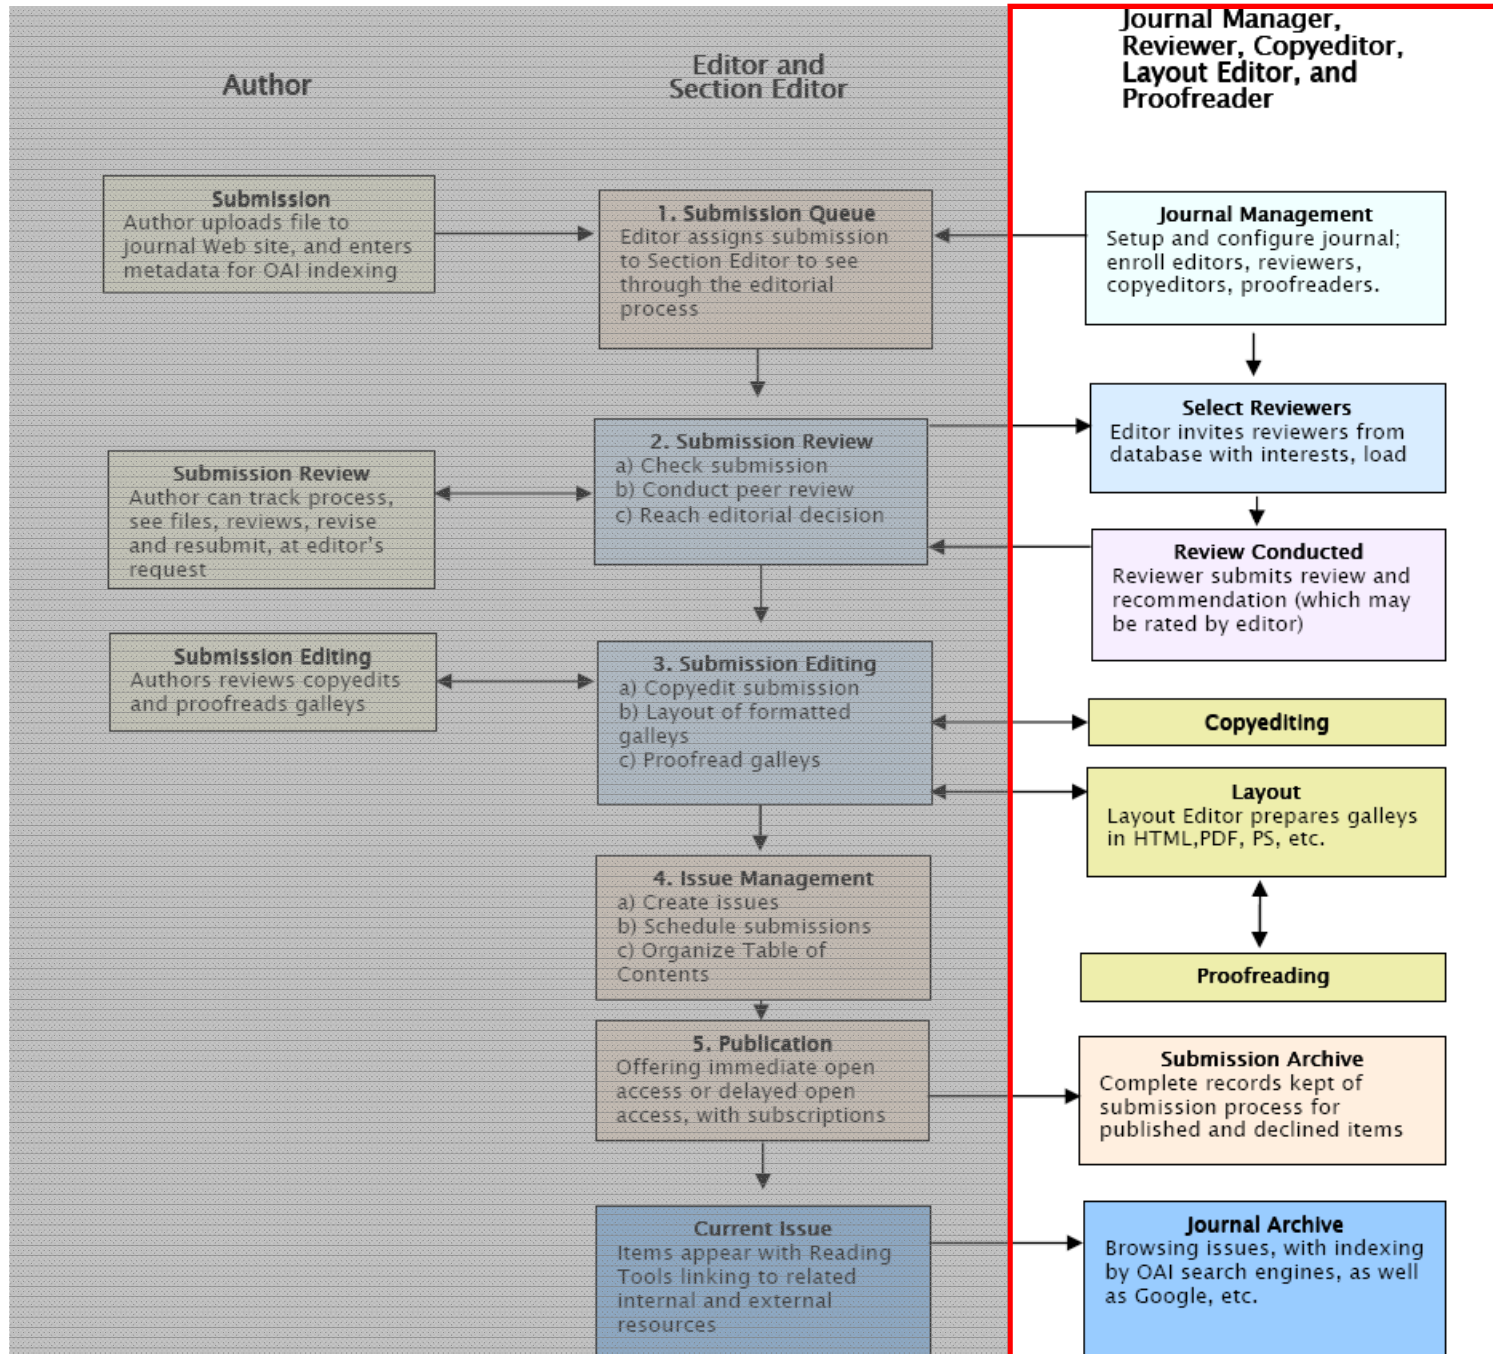 Author
Editor and
Section Editor
Journal Manager,
Reviewer, Copyeditor,
Layout Editor, and
Proofreader
Submission
Author uploads file to
journal Web site, and enters
metadata for OAI indexing
1. Submission Queue
Editor assigns submission
to Section Editor to see
through the editorial
process
Journal Management
Setup and configure journal;
enroll editors, reviewers,
copyeditors, proofreaders.
Select Reviewers
Editor invites reviewers from
database with interests, load
2. Submission Review
a) Check submission
b) Conduct peer review
c) Reach editorial decision
Submission Review
Author can track process,
see files, reviews, revise
and resubmit, at editor's
request
Review Conducted
Reviewer submits review and
recommendation (which may
be rated by editor)
Submission Editing
Authors reviews copyedits
and proofreads galleys
3. Submission Editing
a) Copyedit submission
b) Layout of formatted
galleys
c) Proofread galleys
Copyediting
Layout
Layout Editor prepares galleys
in HTML,PDF, PS, etc.
4. Issue Management
a) Create issues
b) Schedule submissions
c) Organize Table of
Contents
Proofreading
5. Publication
Offering immediate open
access or delayed open
access, with subscriptions
Submission Archive
Complete records kept of
submission process for
published and declined items
Current Issue
Items appear with Reading
Tools linking to related
internal and external
resources
Journal Archive
Browsing issues, with indexing
by OAI search engines, as well
as Google, etc.